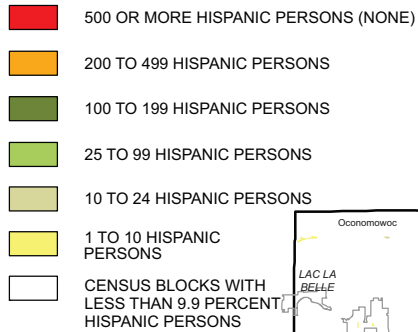 500 OR MORE HISPANIC PERSONS (NONE)
200 TO 499 HISPANIC PERSONS
100 TO 199 HISPANIC PERSONS
25 TO 99 HISPANIC PERSONS
10 TO 24 HISPANIC PERSONS
1 TO 10 HISPANIC
PERSONS
CENSUS BLOCKS WITH
LESS THAN 9.9 PERCENT
HISPANIC PERSONS
Oconomowoc
LAC LA
BELLE